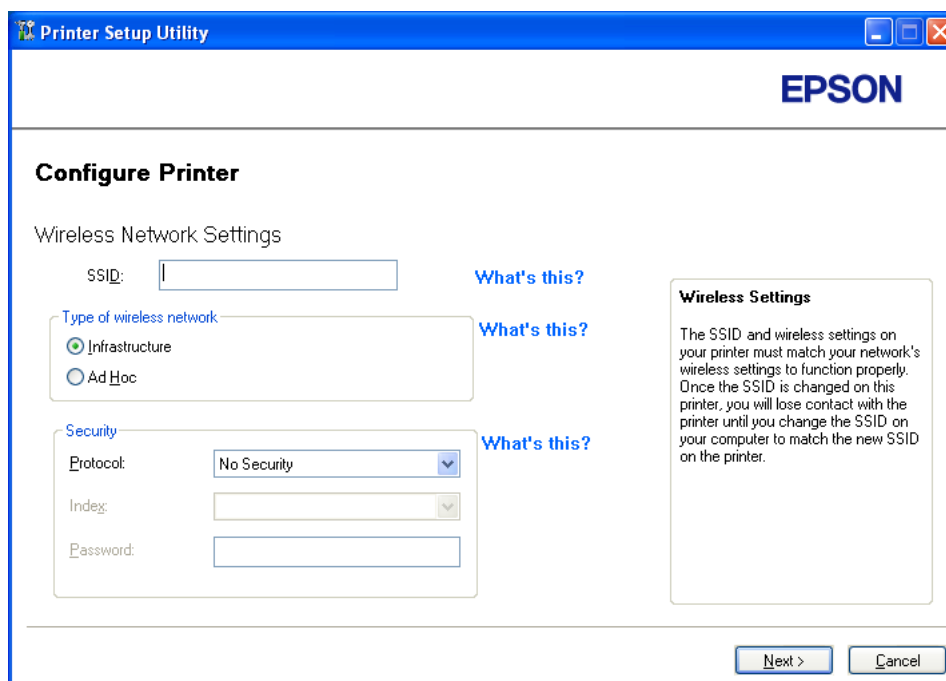 Printer Setup Utility
EPSON
Configure Printer
Wireless Network Settings
SSID:
What's this?
Type of wireless network
What's this?
Infrastructure
Ad Hoc
Security
What's this?
Protocol:
No Security
Index:
Password:
Wireless Settings
The SSID and wireless settings on
your printer must match your network's
wireless settings to function properly.
Once the SSID is changed on this
printer, you will lose contact with the
printer until you change the SSID on
your computer to match the new SSID
on the printer.
Next >
Cancel